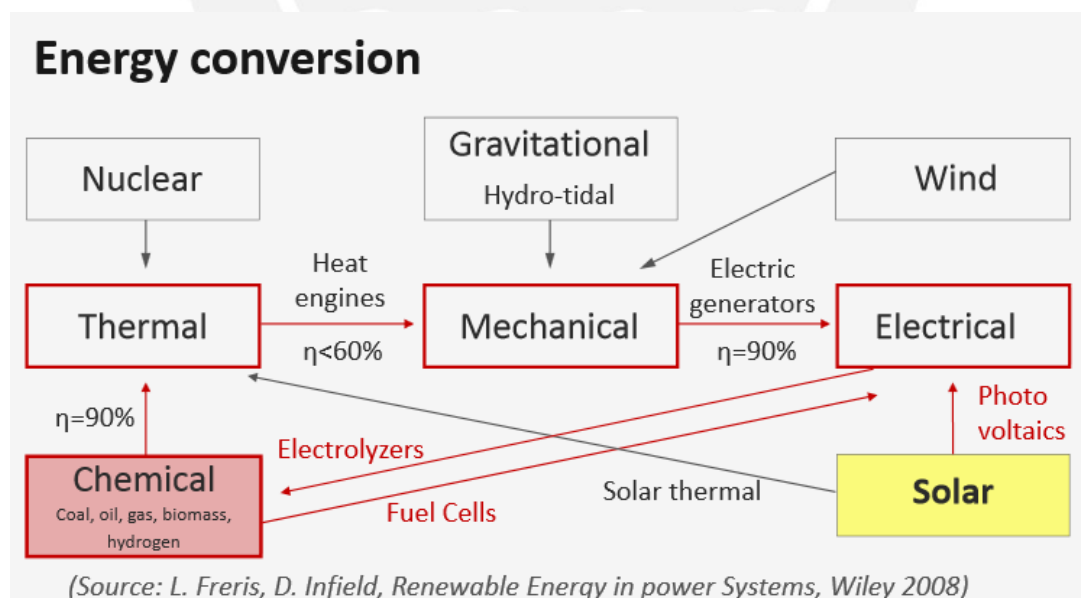 Energy conversion
Nuclear
Gravitational
Hydro-tidal
Wind
Thermal
Heat
engines
η<60%
Mechanical
Electric
generators
η=90%
Electrical
η=90%
Chemical
Coal, oil, gas, biomass,
hydrogen
Electrolyzers
Fuel Cells
Solar thermal
Photo
voltaics
Solar
(Source: L. Freris, D. Infield, Renewable Energy in power Systems, Wiley 2008)